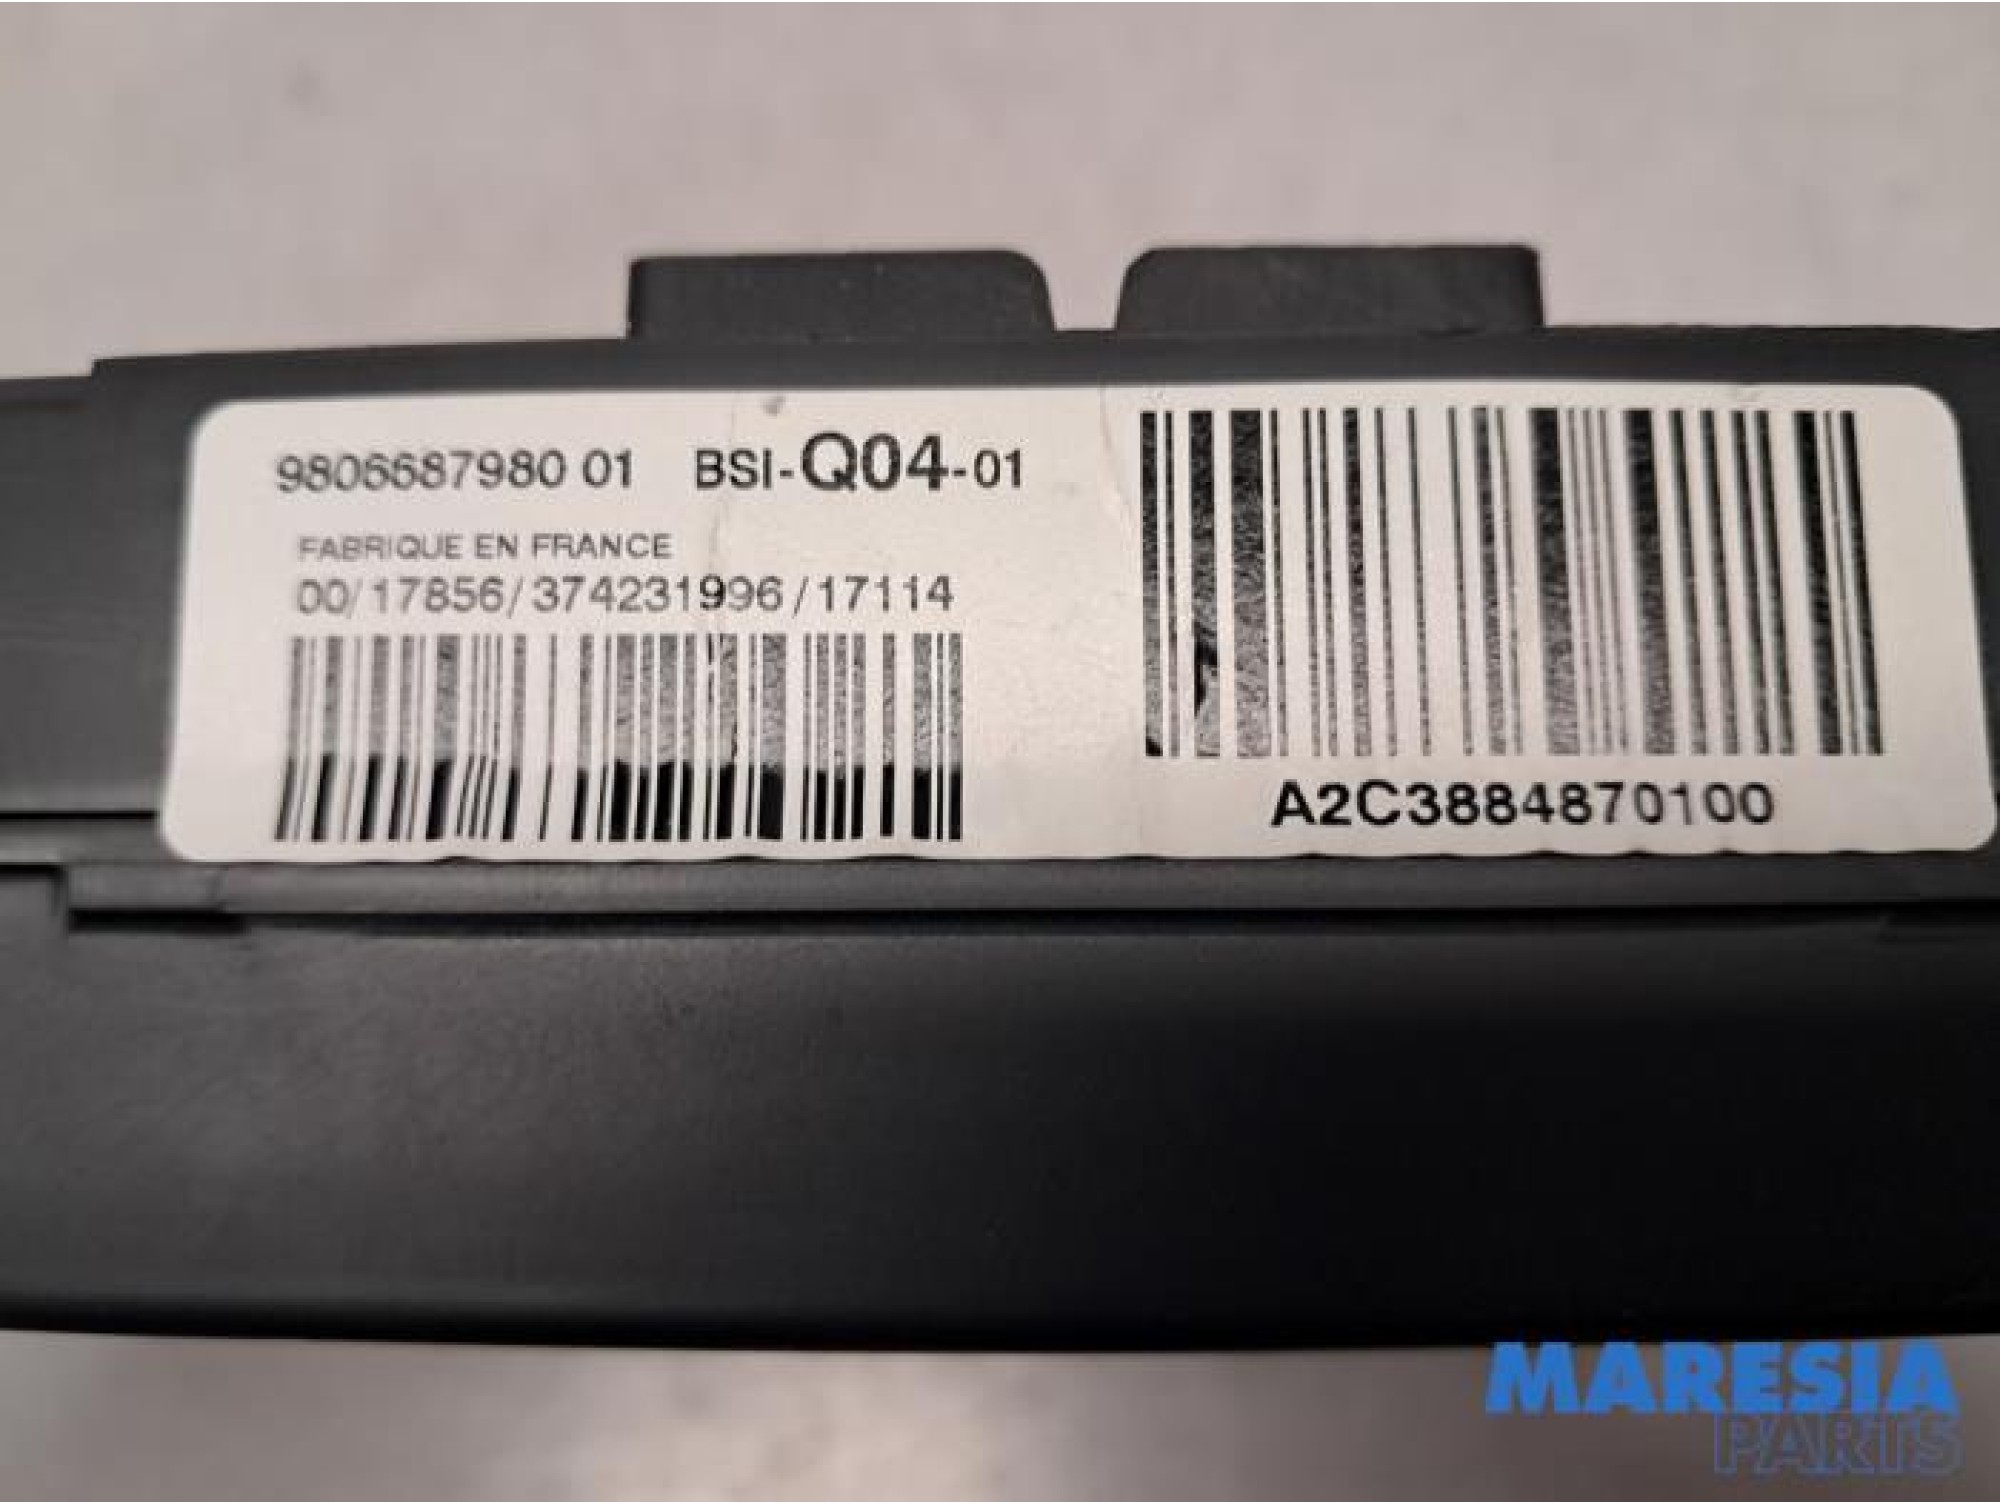 9806687980 01 BSI-Q04-01
FABRIQUE EN FRANCE
00/17856/374231996/17114
A2C3884870100
MARESIA
PARTS